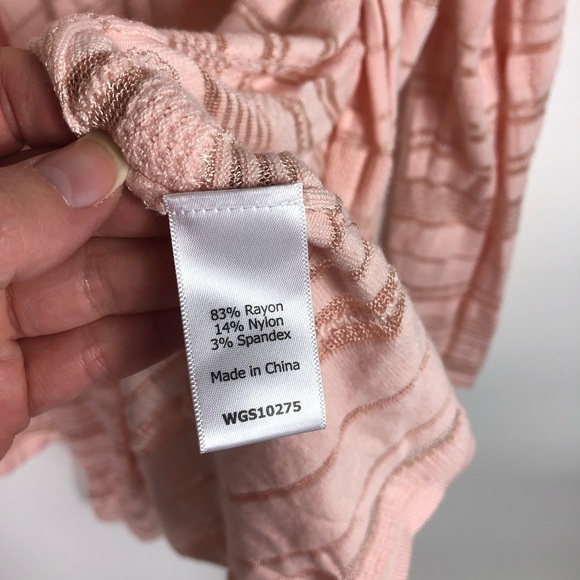 83% Rayon
14% Nylon
3% Spandex
Made in China
WGS10275